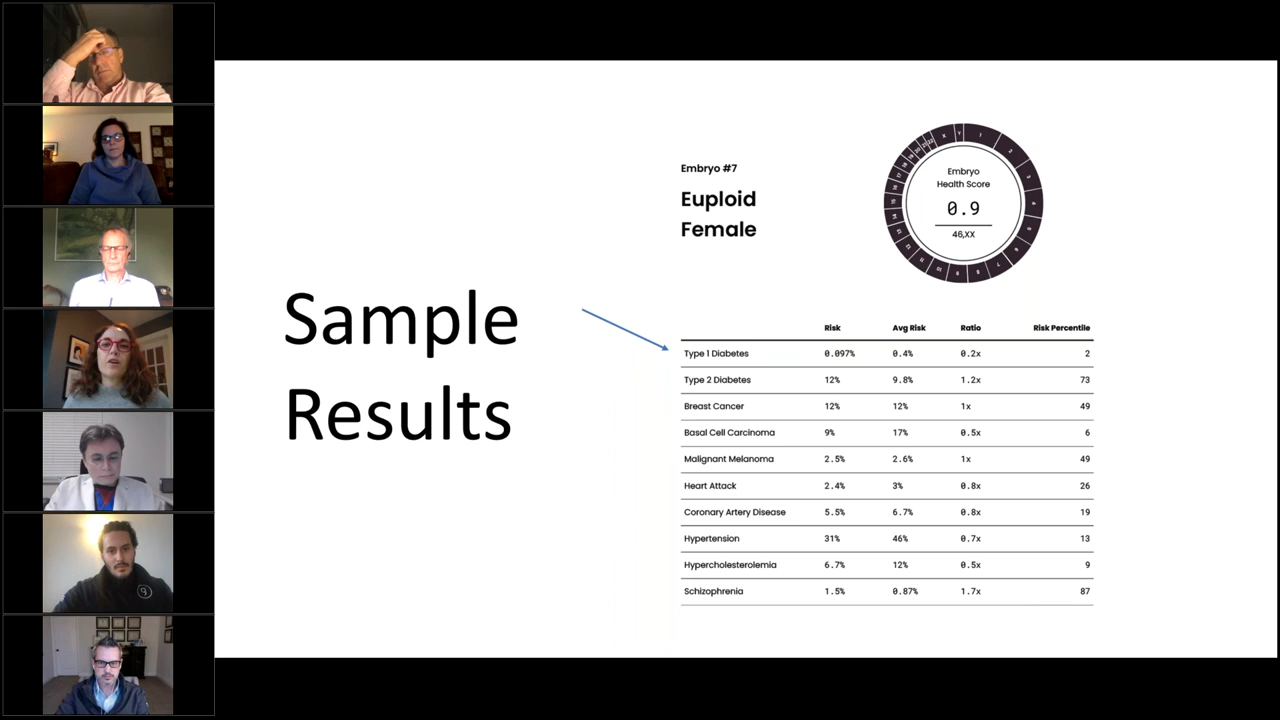 Sample
Results
Embryo #7
Euploid
Female
Embryo
Health Score
0.9
46,XX
Risk Avg Risk Ratio Risk Percentile
Type 1 Diabetes 0.097% 0.4% 0.2x 2
Type 2 Diabetes 12% 9.8% 1.2x 73
Breast Cancer 12% 12% 1x 49
Basal Cell Carcinoma 9% 17% 0.5x 6
Malignant Melanoma 2.5% 2.6% 1x 49
Heart Attack 2.4% 3% 0.8x 26
Coronary Artery Disease 5.5% 6.7% 0.8x 19
Hypertension 31% 46% 0.7x 13
Hypercholesterolemia 6.7% 12% 0.5x 9
Schizophrenia 1.5% 0.87% 1.7x 87